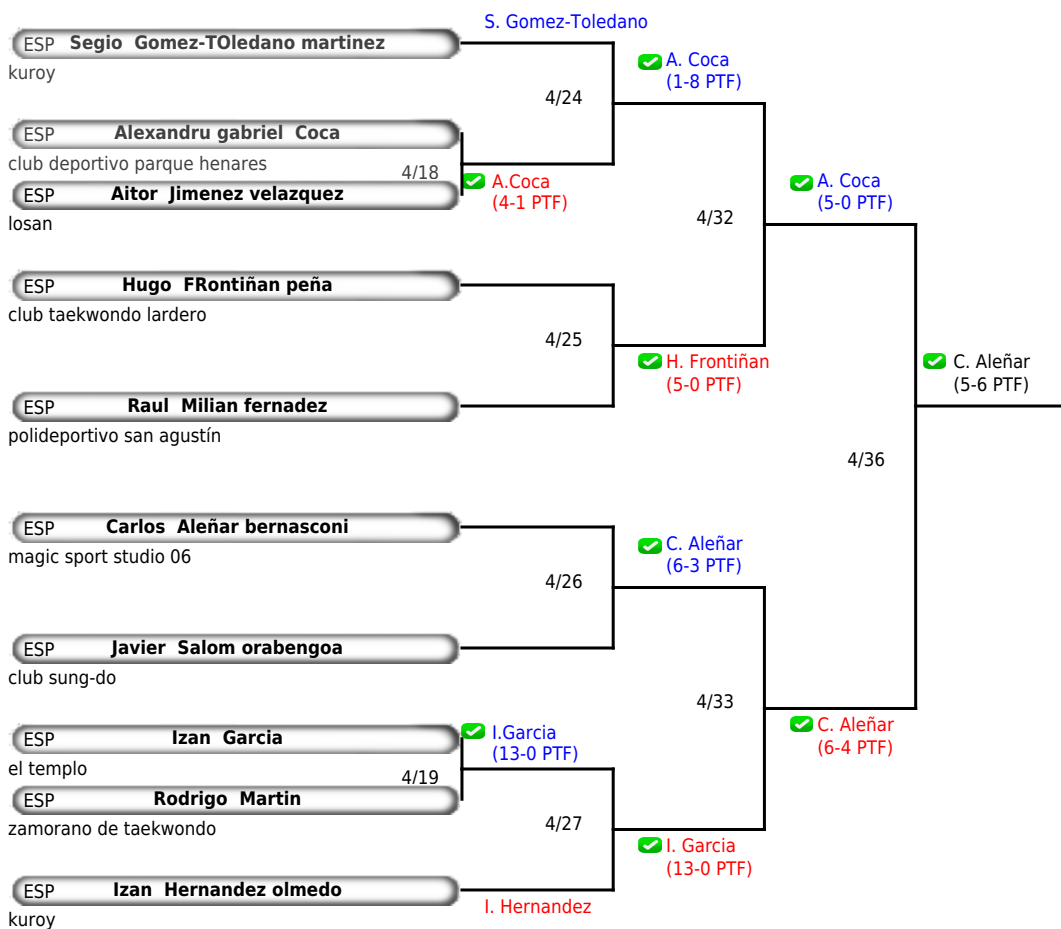 S. Gomez-Toledano
ESP Segio Gomez-TOledano martinez
kuroy
A. Coca
(1-8 PTF)
4/24
ESP Alexandru gabriel Coca
club deportivo parque henares
4/18
A.Coca
(4-1 PTF)
ESP Aitor Jimenez velazquez
losan
A. Coca
(5-0 PTF)
4/32
ESP Hugo FRontiñan peña
club taekwondo lardero
4/25
H. Frontiñan
(5-0 PTF)
C. Aleñar
(5-6 PTF)
ESP Raul Milian fernadez
polideportivo san agustín
4/36
ESP Carlos Aleñar bernasconi
magic sport studio 06
C. Aleñar
(6-3 PTF)
4/26
ESP Javier Salom orabengoa
club sung-do
4/33
C. Aleñar
(6-4 PTF)
ESP Izan Garcia
el templo
I.Garcia
(13-0 PTF)
4/19
ESP Rodrigo Martin
zamorano de taekwondo
4/27
I. Garcia
(13-0 PTF)
ESP Izan Hernandez olmedo
kuroy
I. Hernandez